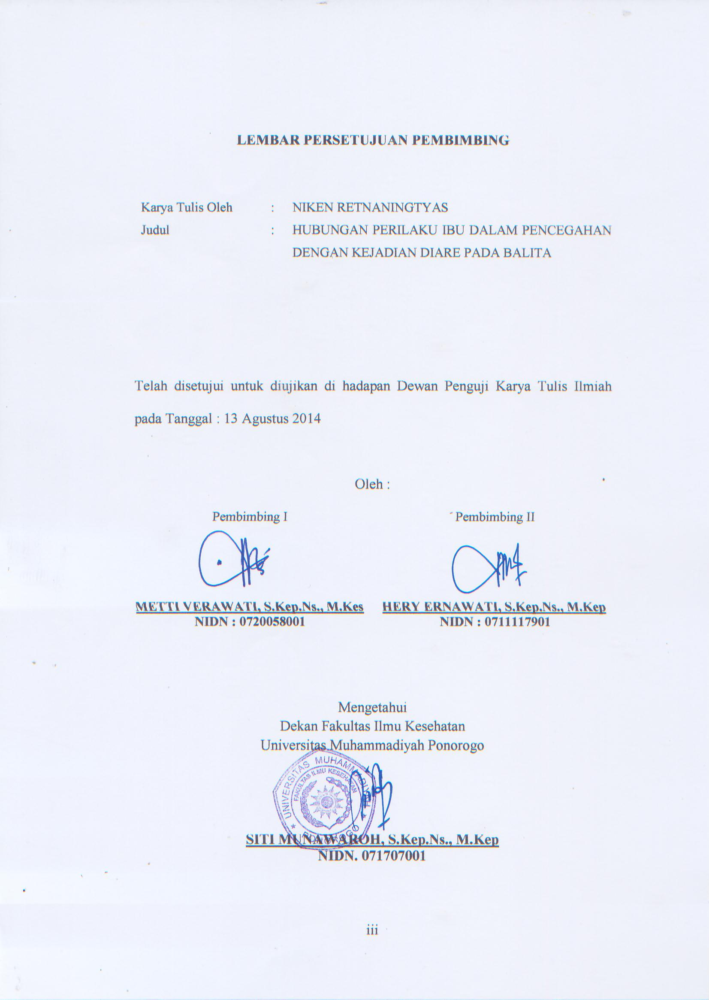 LEMBAR PERSETUJUAN PEMBIMBING
Karya Tulis Oleh : NIKEN RETNANINGTYAS
Judul : HUBUNGAN PERILAKU IBU DALAM PENCEGAHAN
DENGAN KEJADIAN DIARE PADA BALITA
Telah disetujui untuk diujikan di hadapan Dewan Penguji Karya Tulis Ilmiah
pada Tanggal : 13 Agustus 2014
Oleh :
Pembimbing I Pembimbing II
METTI VERAWATI, S.Kep.Ns., M.Kes HERY ERNAWATI, S.Kep.Ns., M.Kep
NIDN : 0720058001 NIDN : 0711117901
Mengetahui
Dekan Fakultas Ilmu Kesehatan
Universitas Muhammadiyah Ponorogo
UNIVERSITAS MUHAMMADIYAH
FAKULTAS ILMU KESEHATAN
PONOROGO
SITI MUNAWAROH, S.Kep.Ns., M.Kep
NIDN. 071707001
iii